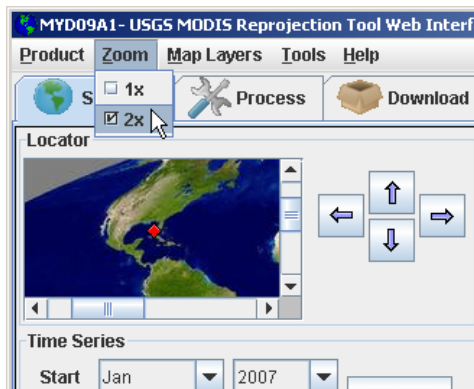 MYD09A1- USGS MODIS Reprojection Tool Web Interf
Product Zoom Map Layers Tools Help
1x
2x
S Process Download
Locator
Time Series
Start Jan 2007